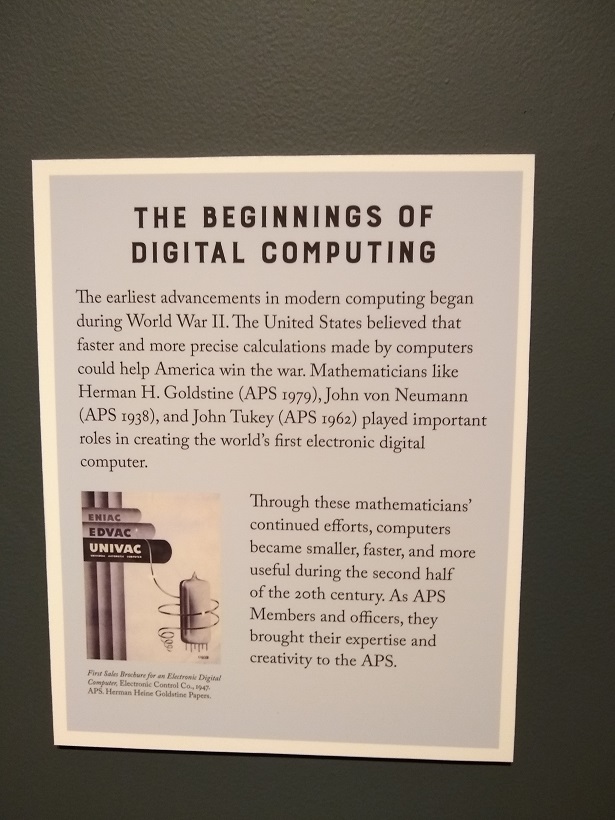 THE BEGINNINGS OF
DIGITAL COMPUTING
The earliest advancements in modern computing began
during World War II. The United States believed that
faster and more precise calculations made by computers
could help America win the war. Mathematicians like
Herman H. Goldstine (APS 1979), John von Neumann
(APS 1938), and John Tukey (APS 1962) played important
roles in creating the world's first electronic digital
computer.
ENIAC
EDVAC
UNIVAC
Through these mathematicians'
continued efforts, computers
became smaller, faster, and more
useful during the second half
of the 20th century. As APS
Members and officers, they
brought their expertise and
creativity to the APS.
First Sales Brochure for an Electronic Digital
Computer, Electronic Control Co., 1947.
APS. Herman Heine Goldstine Papers.